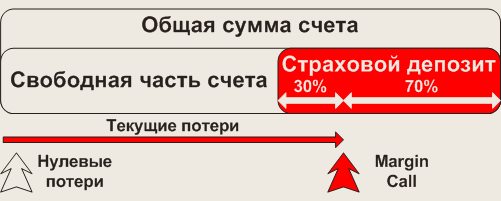 Общая сумма счета
Свободная часть счета
Страховой депозит
30% 70%
Текущие потери
Нулевые
потери
Margin
Call